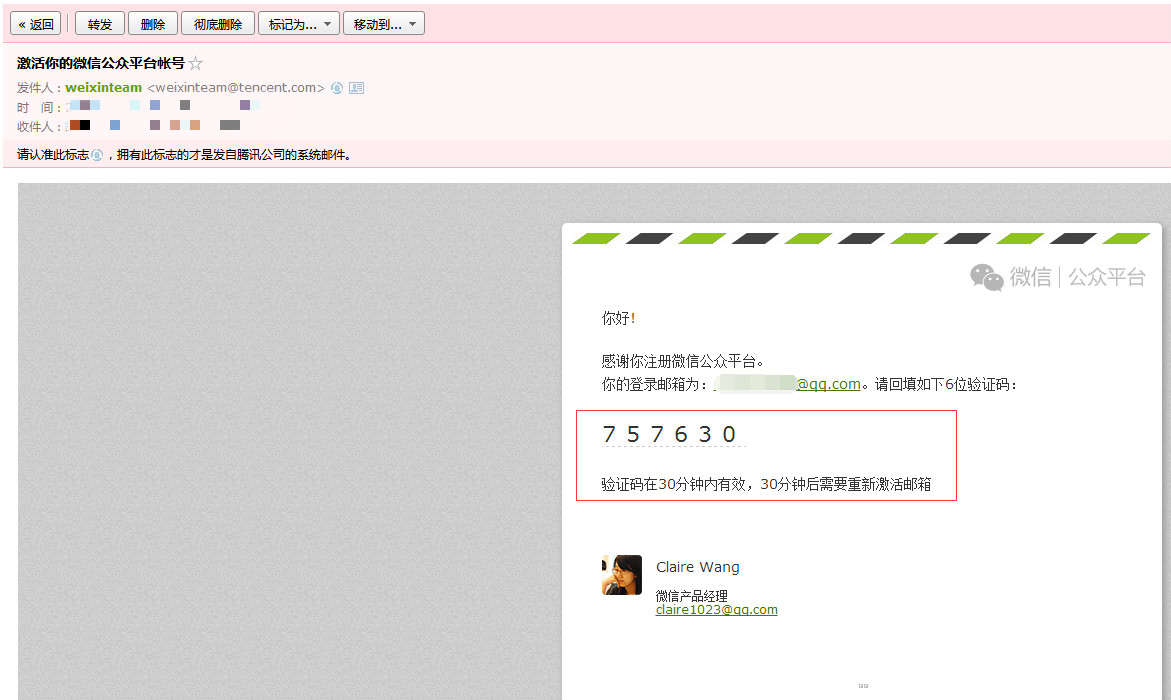 « 返回 转发 删除 彻底删除 标记为... 移动到...
激活你的微信公众平台帐号
发件人：weixinteam <weixinteam@tencent.com>
时 间：
收件人：
请认准此标志，拥有此标志的才是发自腾讯公司的系统邮件。
微信 | 公众平台
你好！
感谢你注册微信公众平台。
你的登录邮箱为：@qq.com。请回填如下6位验证码：
757630
验证码在30分钟内有效，30分钟后需要重新激活邮箱
Claire Wang
微信产品经理
claire1023@qq.com